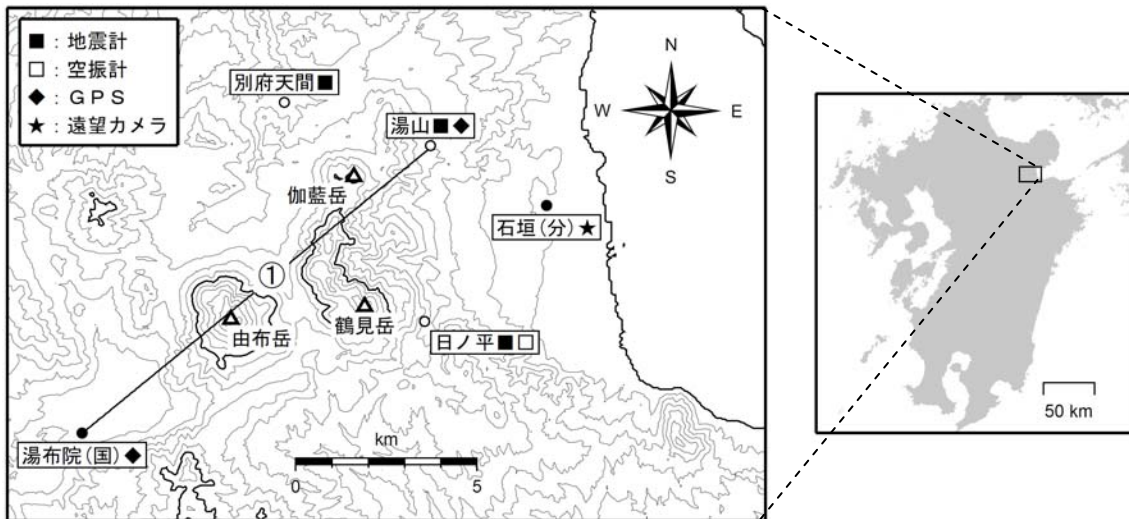 ■：地震計
□：空振計
◆：ＧＰＳ
★：遠望カメラ
別府天間■
湯山■◆
伽藍岳
石垣(分)★
①
由布岳
鶴見岳
日ノ平■□
湯布院(国)◆
km
0 5
N
W E
S
50 km